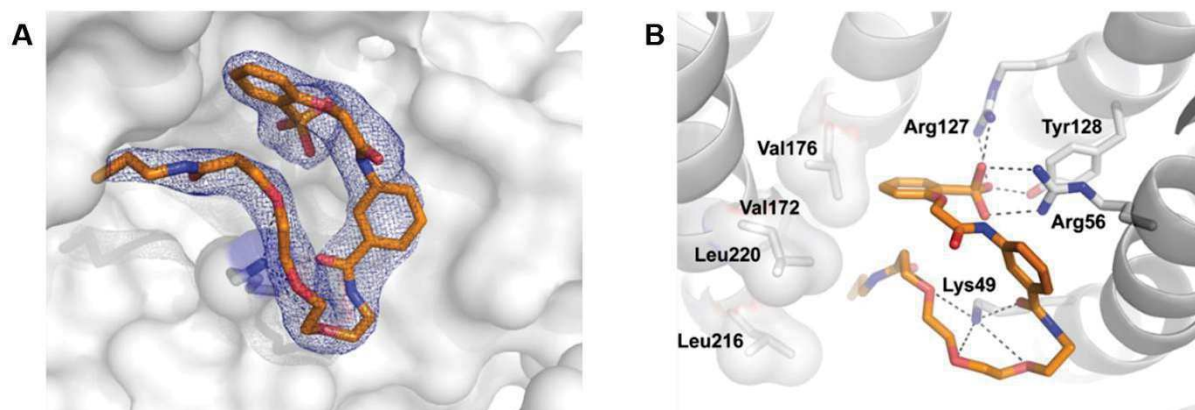 A
B
Arg127
Tyr128
Val176
Val172
Arg56
Leu220
Lys49
Leu216